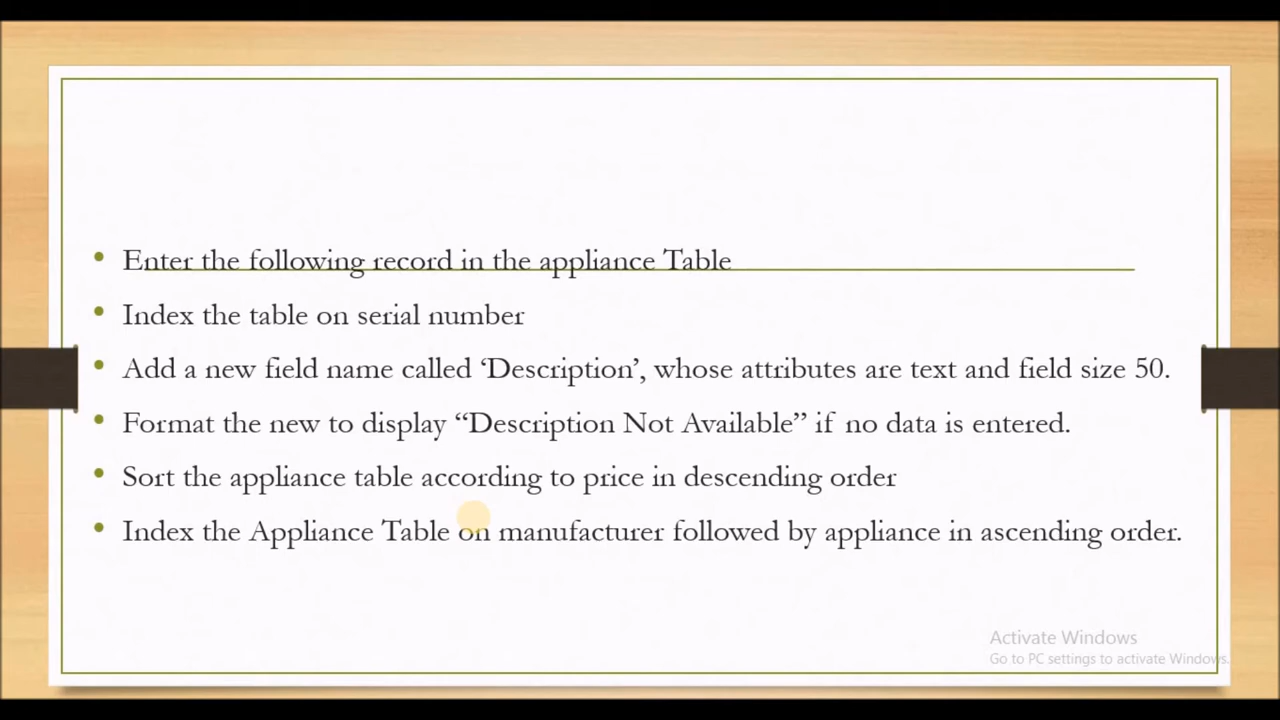 Enter the following record in the appliance Table
Index the table on serial number
Add a new field name called ‘Description’, whose attributes are text and field size 50.
Format the new to display “Description Not Available” if no data is entered.
Sort the appliance table according to price in descending order
Index the Appliance Table on manufacturer followed by appliance in ascending order.
Activate Windows
Go to PC settings to activate Windows.